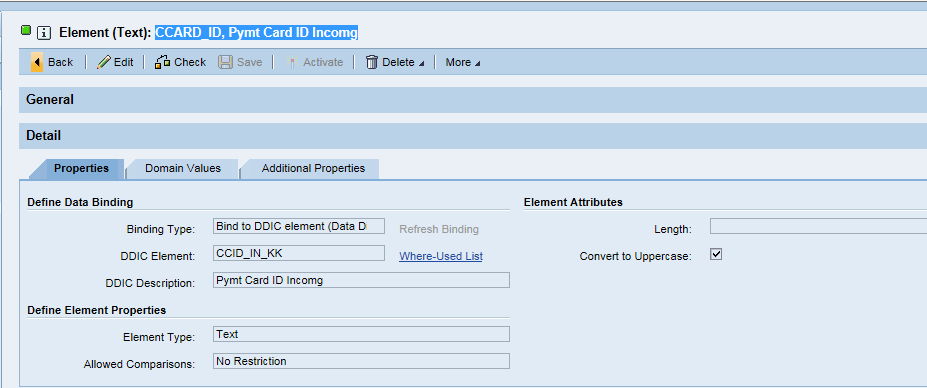 Element (Text): CCARD_ID, Pymt Card ID Incomg
Back Edit Check Save Activate Delete More
General
Detail
Properties Domain Values Additional Properties
Define Data Binding Element Attributes
Binding Type: Bind to DDIC element (Data D Refresh Binding Length:
DDIC Element: CCID_IN_KK Where-Used List Convert to Uppercase:
DDIC Description: Pymt Card ID Incomg
Define Element Properties
Element Type: Text
Allowed Comparisons: No Restriction